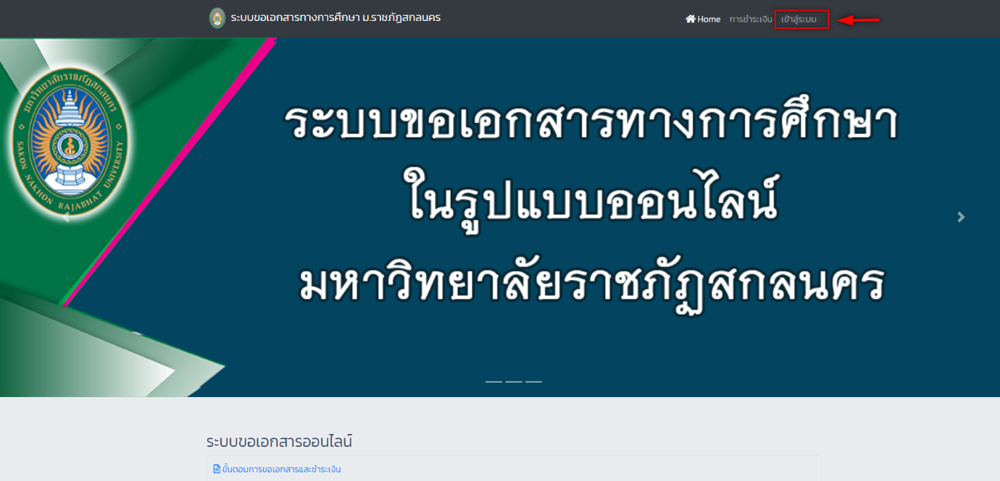 ระบบขอเอกสารทางการศึกษา ม.ราชภัฏสกลนคร
Home การชำระเงิน เข้าสู่ระบบ
มหาวิทยาลัยราชภัฏสกลนคร
SAKON NAKHON RAJABHAT UNIVERSITY
ระบบขอเอกสารทางการศึกษา
ในรูปแบบออนไลน์
มหาวิทยาลัยราชภัฏสกลนคร
ระบบขอเอกสารออนไลน์
ขั้นตอนการขอเอกสารและชำระเงิน